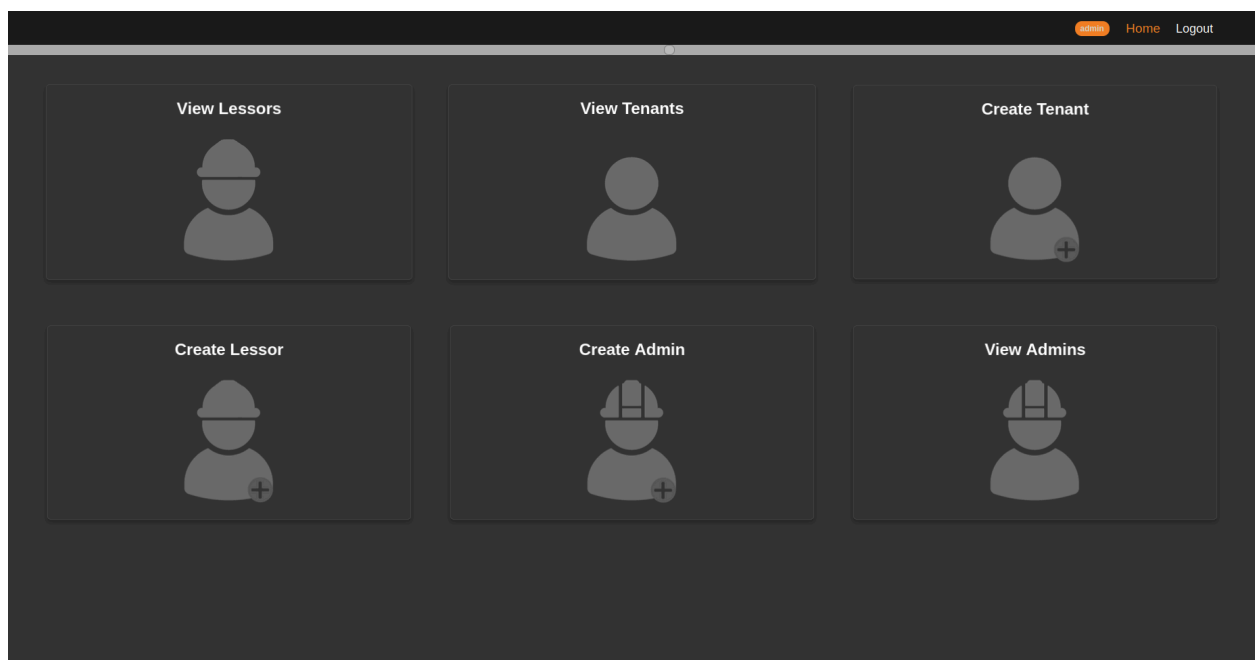 admin Home Logout
View Lessors
View Tenants
Create Tenant
Create Lessor
Create Admin
View Admins